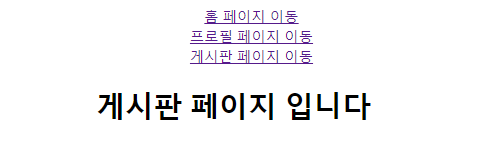 홈 페이지 이동
프로필 페이지 이동
게시판 페이지 이동
게시판 페이지 입니다